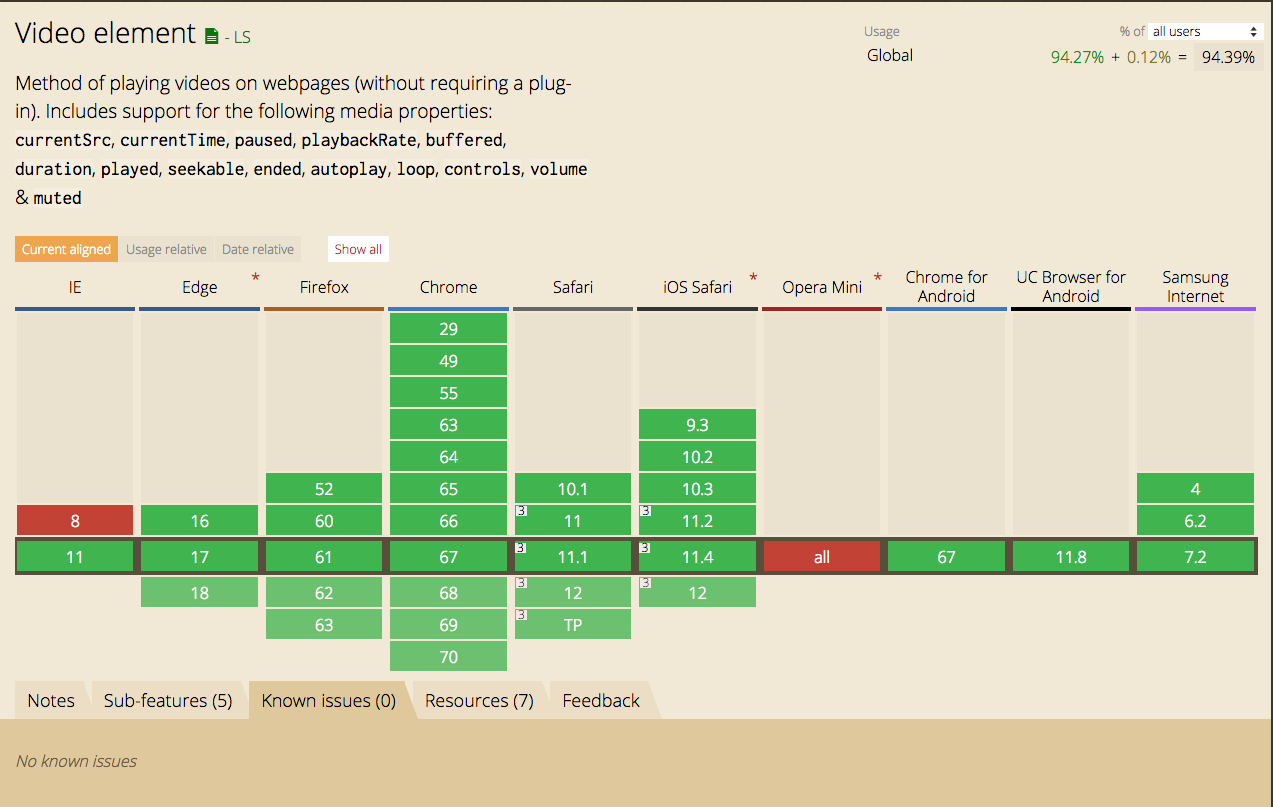 Video element - LS
Usage % of all users
Global 94.27% + 0.12% = 94.39%
Method of playing videos on webpages (without requiring a plug-
in). Includes support for the following media properties:
currentSrc, currentTime, paused, playbackRate, buffered,
duration, played, seekable, ended, autoplay, loop, controls, volume
& muted
Current aligned Usage relative Date relative Show all
IE Edge * Firefox Chrome Safari iOS Safari * Opera Mini * Chrome for Android UC Browser for Android Samsung Internet
29
49
55
63 9.3
64 10.2
52 65 10.1 10.3 4
8 16 60 66 3 11 3 11.2 6.2
11 17 61 67 3 11.1 3 11.4 all 67 11.8 7.2
18 62 68 3 12 3 12
63 69 3 TP
70
Notes Sub-features (5) Known issues (0) Resources (7) Feedback
No known issues